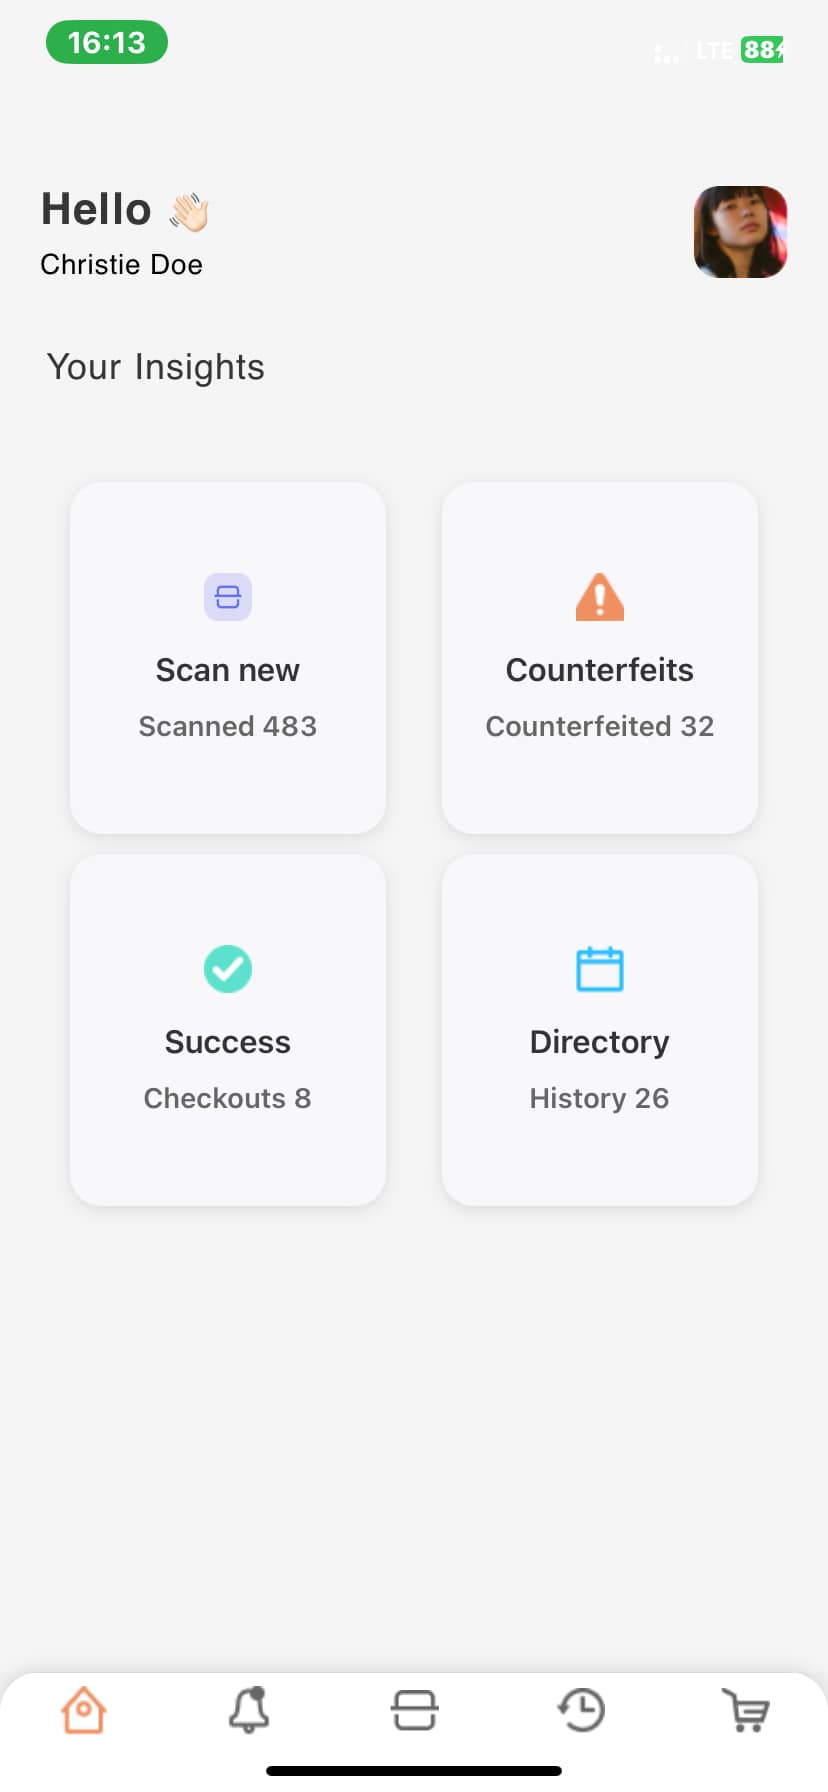 16:13
LTE 88
Hello 👋🏻
Christie Doe
Your Insights
Scan new
Scanned 483
Counterfeits
Counterfeited 32
Success
Checkouts 8
Directory
History 26